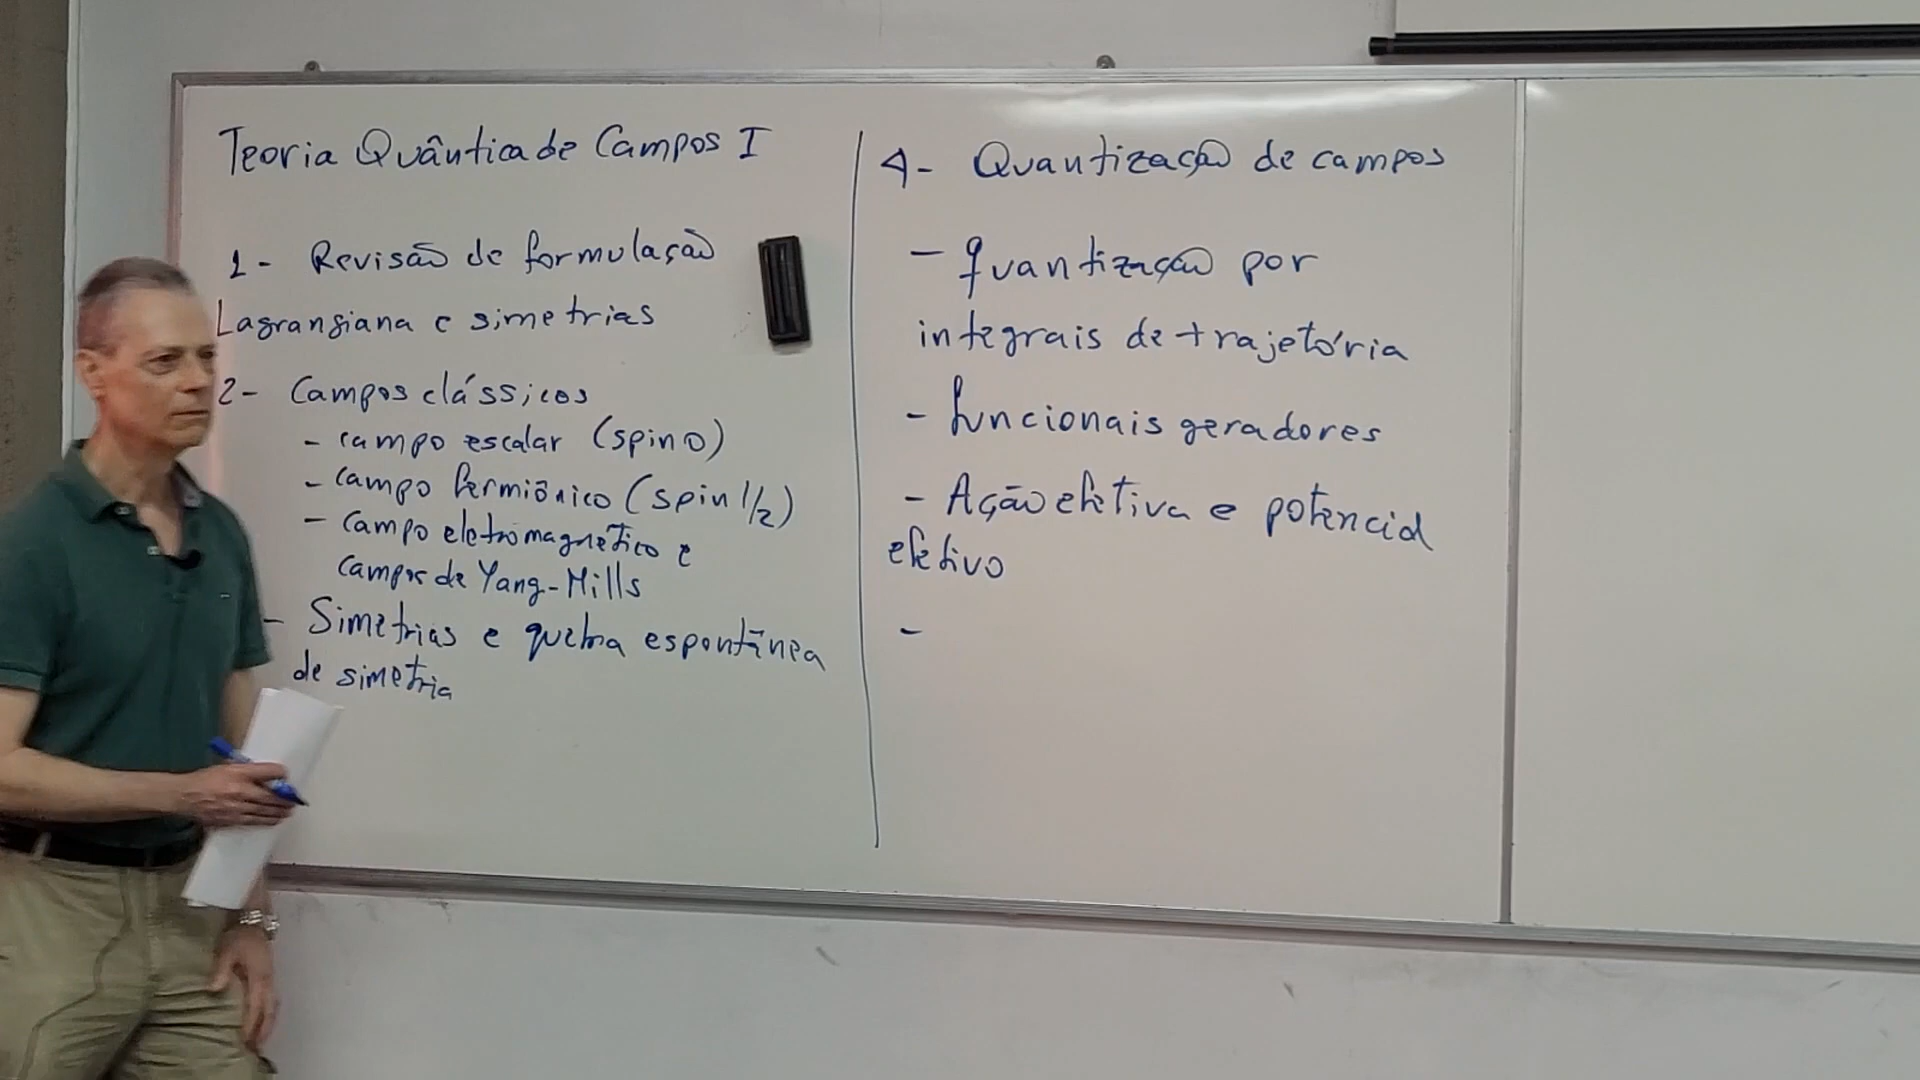 Teoria Quântica de Campos I
1- Revisão de formulação
Lagrangiana e simetrias
2- Campos clássicos
- campo escalar (spin 0)
- campo fermiônico (spin 1/2)
- campo eletromagnético e
campos de Yang-Mills
- Simetrias e quebra espontânea
de simetria
4- Quantização de campos
- quantização por
integrais de trajetória
- funcionais geradores
- Ação efetiva e potencial
efetivo
-